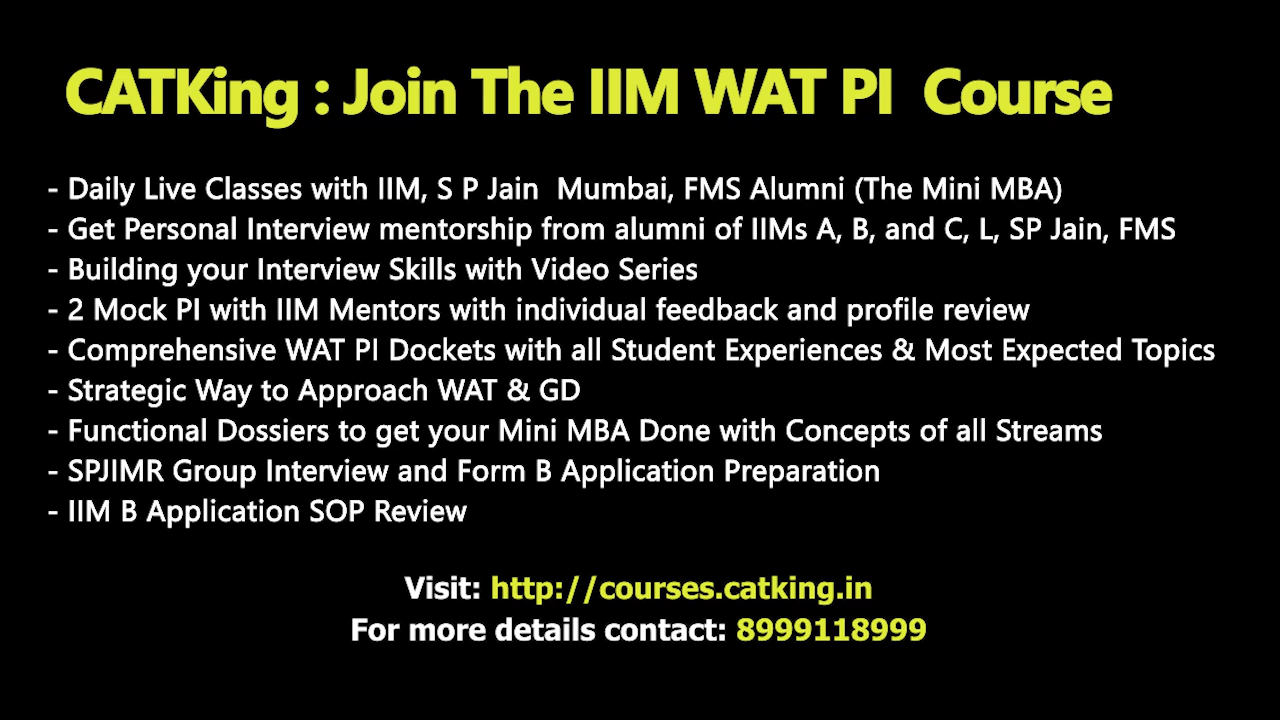 CATKing : Join The IIM WAT PI Course
- Daily Live Classes with IIM, S P Jain Mumbai, FMS Alumni (The Mini MBA)
- Get Personal Interview mentorship from alumni of IIMs A, B, and C, L, SP Jain, FMS
- Building your Interview Skills with Video Series
- 2 Mock PI with IIM Mentors with individual feedback and profile review
- Comprehensive WAT PI Dockets with all Student Experiences & Most Expected Topics
- Strategic Way to Approach WAT & GD
- Functional Dossiers to get your Mini MBA Done with Concepts of all Streams
- SPJIMR Group Interview and Form B Application Preparation
- IIM B Application SOP Review
Visit: http://courses.catking.in
For more details contact: 8999118999